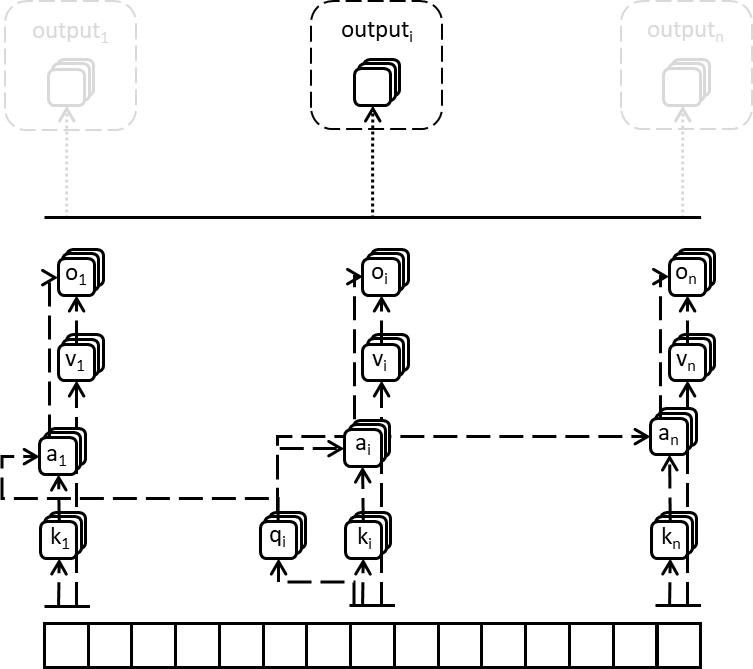 output₁ outputᵢ outputₙ
o₁ oᵢ oₙ
v₁ vᵢ vₙ
a₁ aᵢ aₙ
k₁ qᵢ kᵢ kₙ